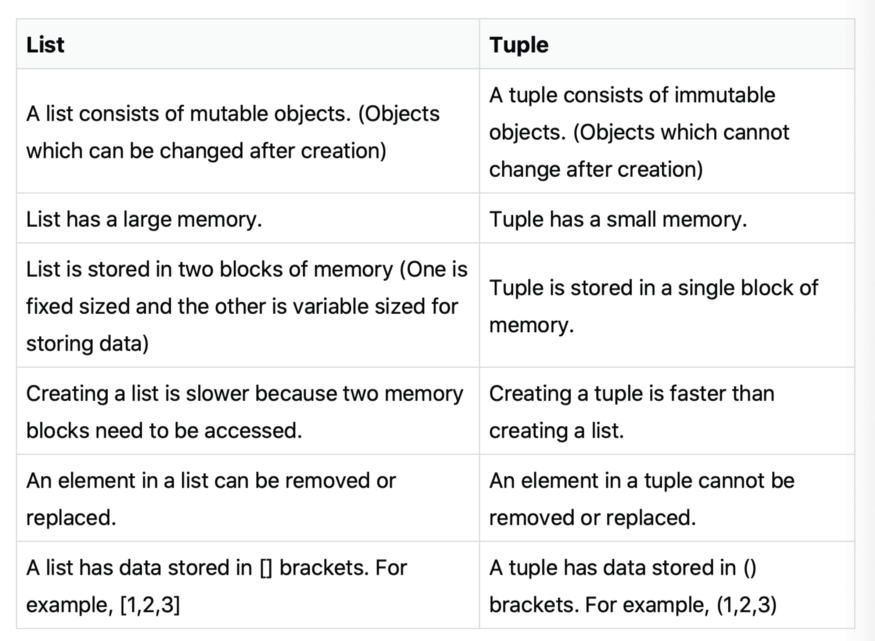 List
Tuple
A list consists of mutable objects. (Objects
which can be changed after creation)
A tuple consists of immutable
objects. (Objects which cannot
change after creation)
List has a large memory.
Tuple has a small memory.
List is stored in two blocks of memory (One is
fixed sized and the other is variable sized for
storing data)
Tuple is stored in a single block of
memory.
Creating a list is slower because two memory
blocks need to be accessed.
Creating a tuple is faster than
creating a list.
An element in a list can be removed or
replaced.
An element in a tuple cannot be
removed or replaced.
A list has data stored in [] brackets. For
example, [1,2,3]
A tuple has data stored in ()
brackets. For example, (1,2,3)